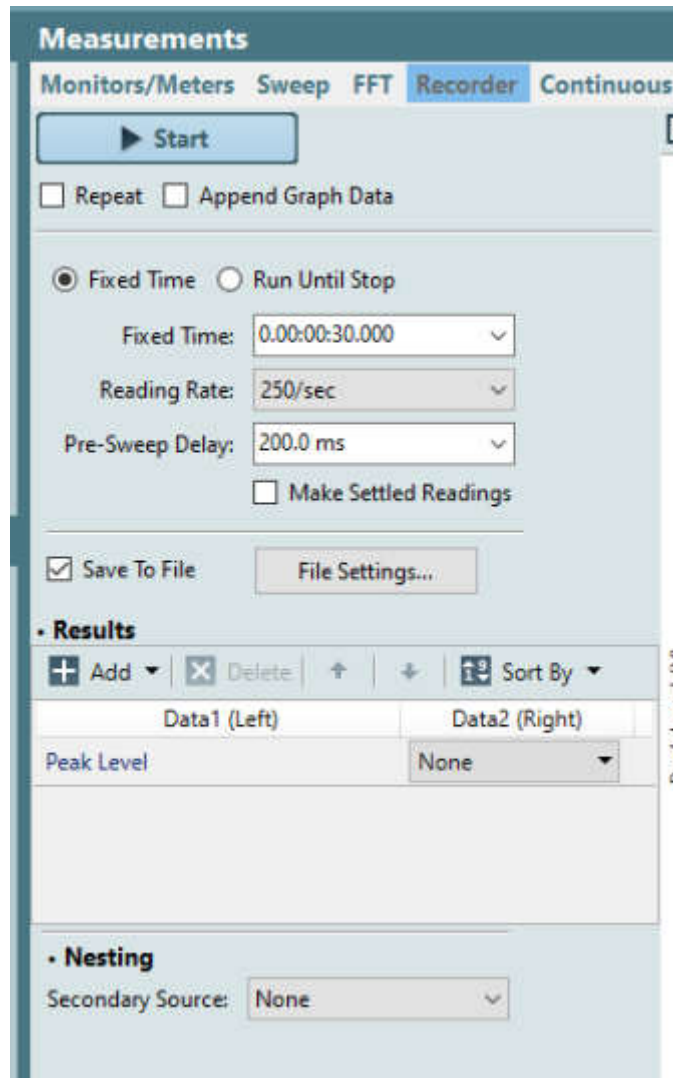 Measurements
Monitors/Meters Sweep FFT Recorder Continuous
Start
Repeat Append Graph Data
Fixed Time Run Until Stop
Fixed Time: 0.00:00:30.000
Reading Rate: 250/sec
Pre-Sweep Delay: 200.0 ms
Make Settled Readings
Save To File File Settings...
Results
Add Delete Sort By
Data1 (Left) Data2 (Right)
Peak Level None
Nesting
Secondary Source: None